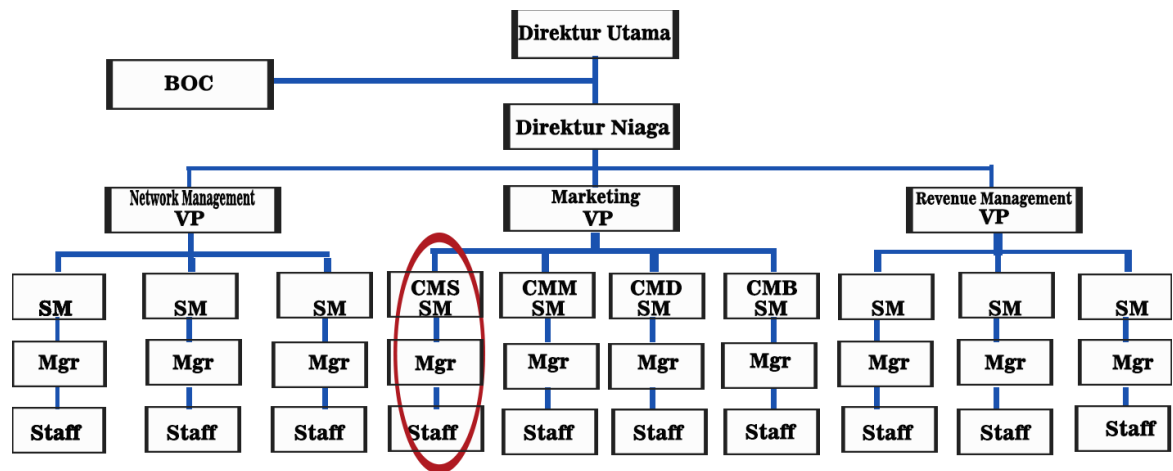 Direktur Utama
BOC
Direktur Niaga
Network Management
VP
Marketing
VP
Revenue Management
VP
SM
SM
SM
CMS
SM
CMM
SM
CMD
SM
CMB
SM
SM
SM
SM
Mgr
Mgr
Mgr
Mgr
Mgr
Mgr
Mgr
Mgr
Mgr
Mgr
Staff
Staff
Staff
Staff
Staff
Staff
Staff
Staff
Staff
Staff